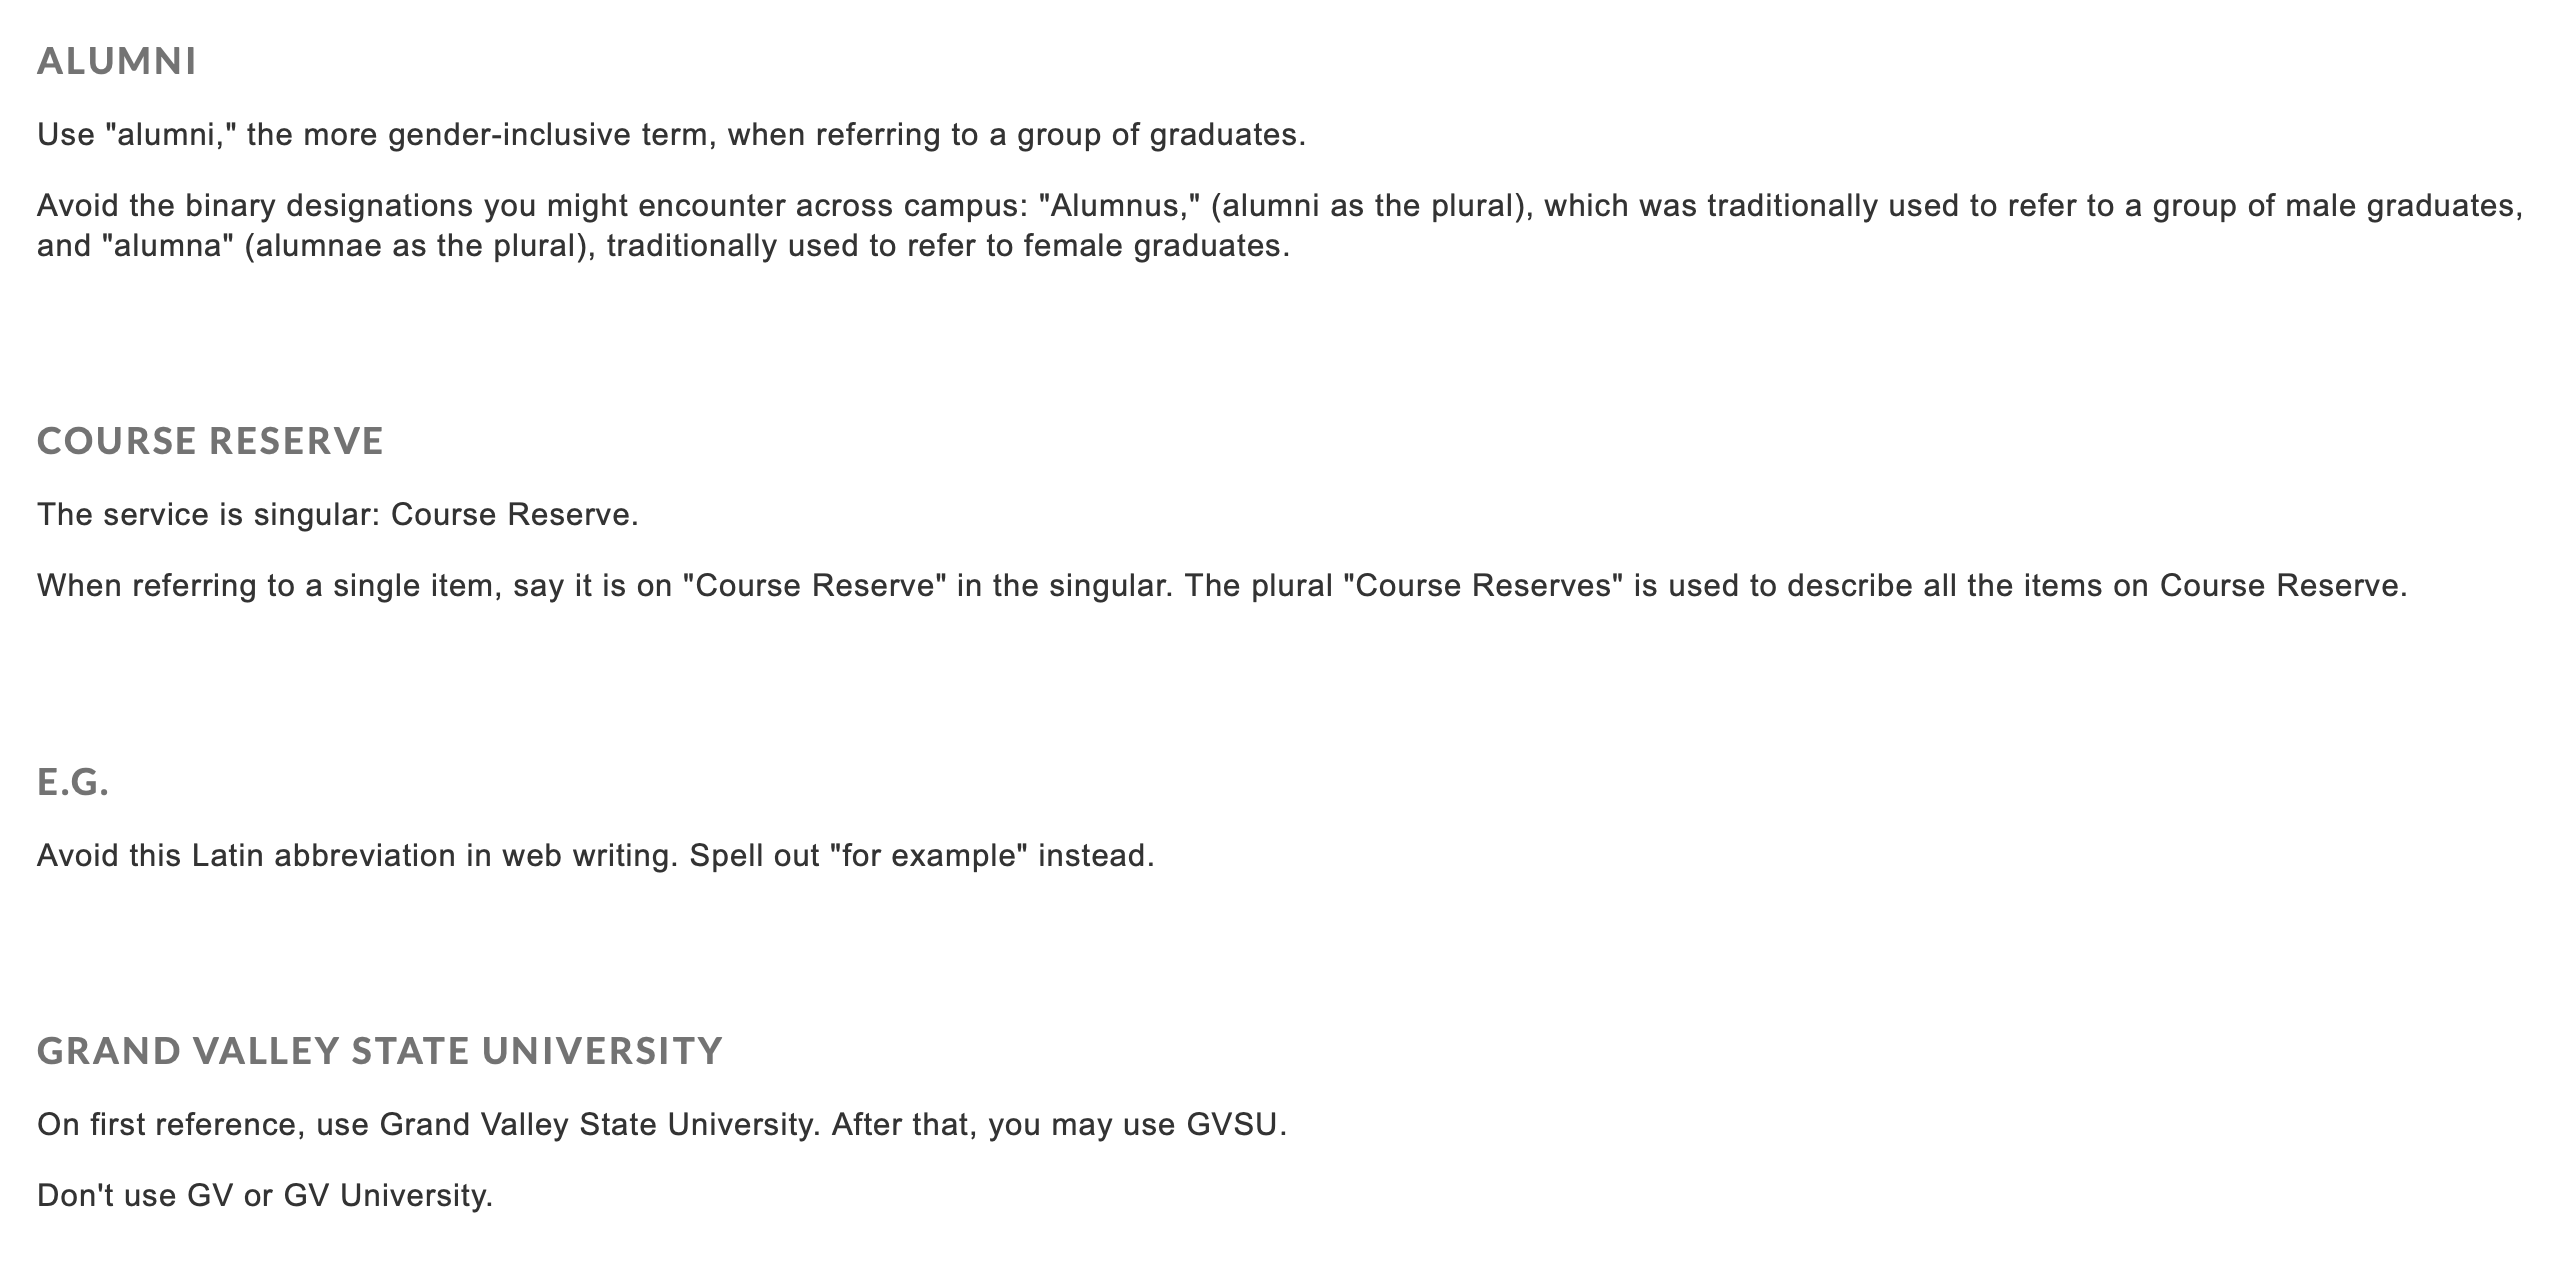 ALUMNI
Use "alumni," the more gender-inclusive term, when referring to a group of graduates.
Avoid the binary designations you might encounter across campus: "Alumnus," (alumni as the plural), which was traditionally used to refer to a group of male graduates,
and "alumna" (alumnae as the plural), traditionally used to refer to female graduates.
COURSE RESERVE
The service is singular: Course Reserve.
When referring to a single item, say it is on "Course Reserve" in the singular. The plural "Course Reserves" is used to describe all the items on Course Reserve.
E.G.
Avoid this Latin abbreviation in web writing. Spell out "for example" instead.
GRAND VALLEY STATE UNIVERSITY
On first reference, use Grand Valley State University. After that, you may use GVSU.
Don't use GV or GV University.